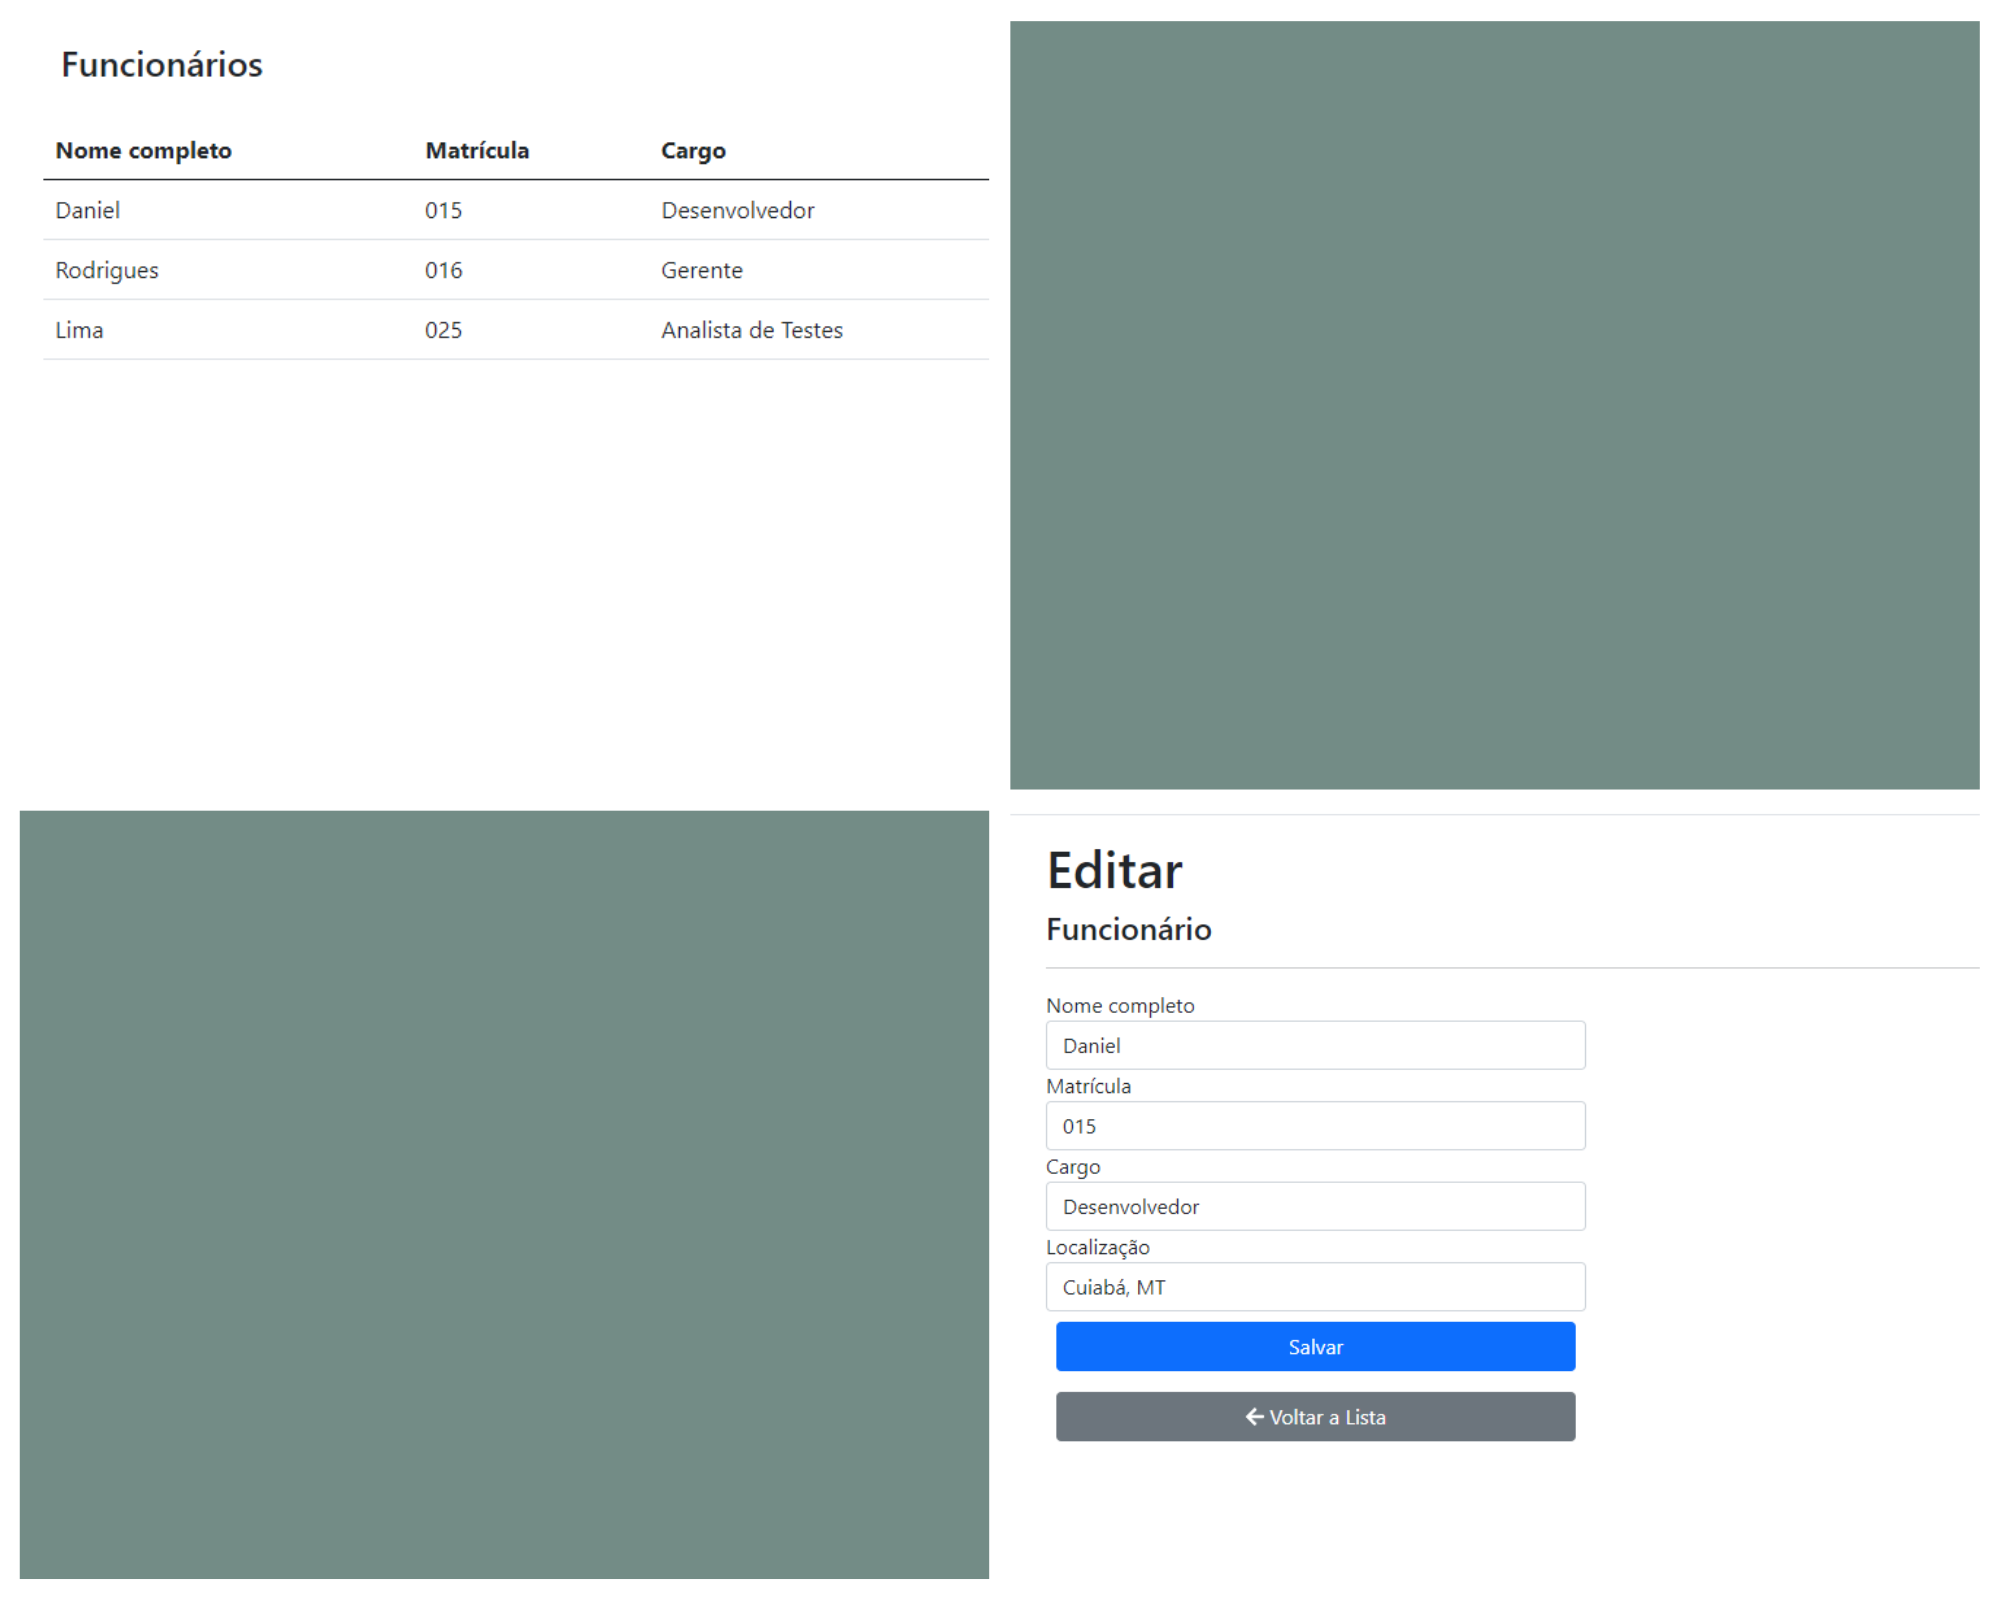 Funcionários
Nome completo Matrícula Cargo
Daniel 015 Desenvolvedor
Rodrigues 016 Gerente
Lima 025 Analista de Testes
Editar
Funcionário
Nome completo
Daniel
Matrícula
015
Cargo
Desenvolvedor
Localização
Cuiabá, MT
Salvar
Voltar a Lista